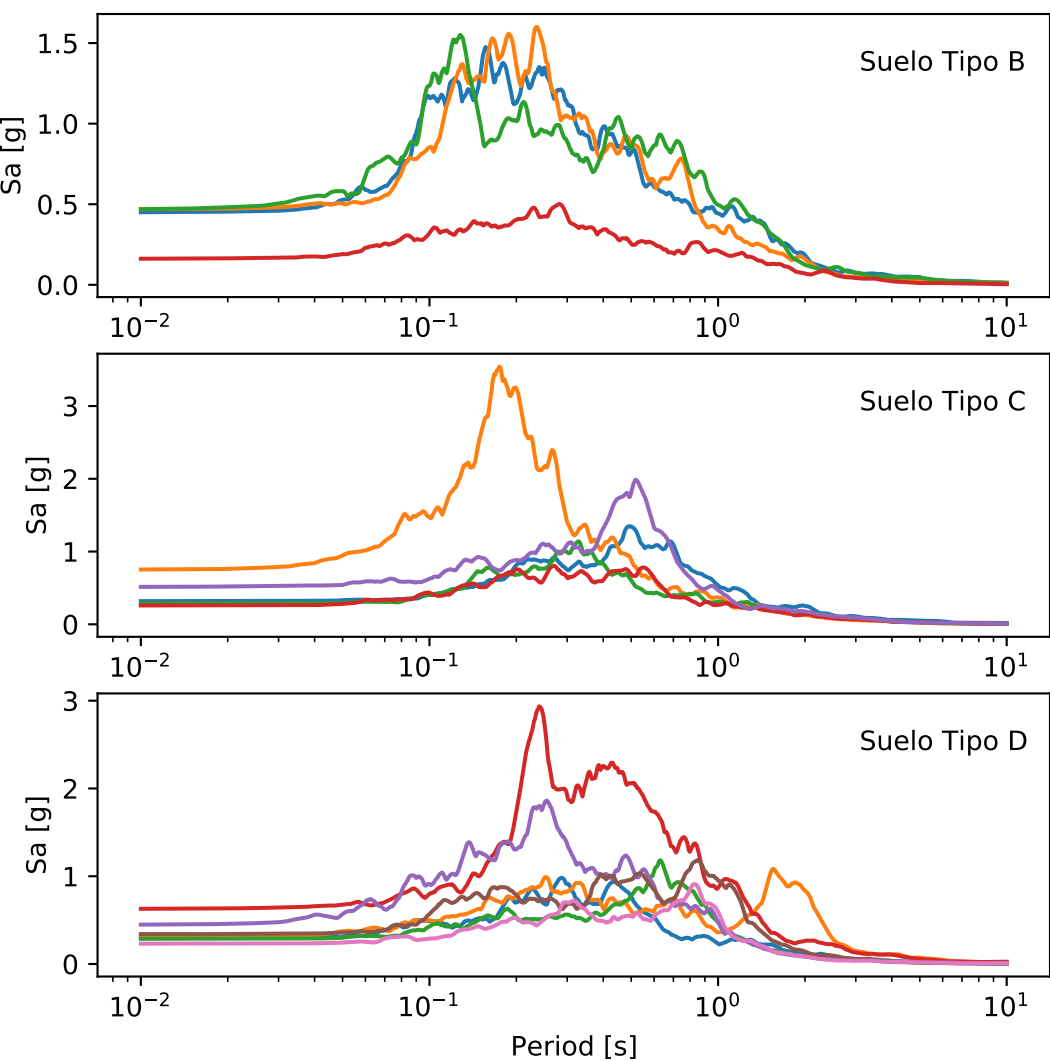 Sa [g]
1.5
1.0
0.5
0.0
Suelo Tipo B
10⁻² 10⁻¹ 10⁰ 10¹
Sa [g]
3
2
1
0
Suelo Tipo C
10⁻² 10⁻¹ 10⁰ 10¹
Sa [g]
3
2
1
0
Suelo Tipo D
10⁻² 10⁻¹ 10⁰ 10¹
Period [s]